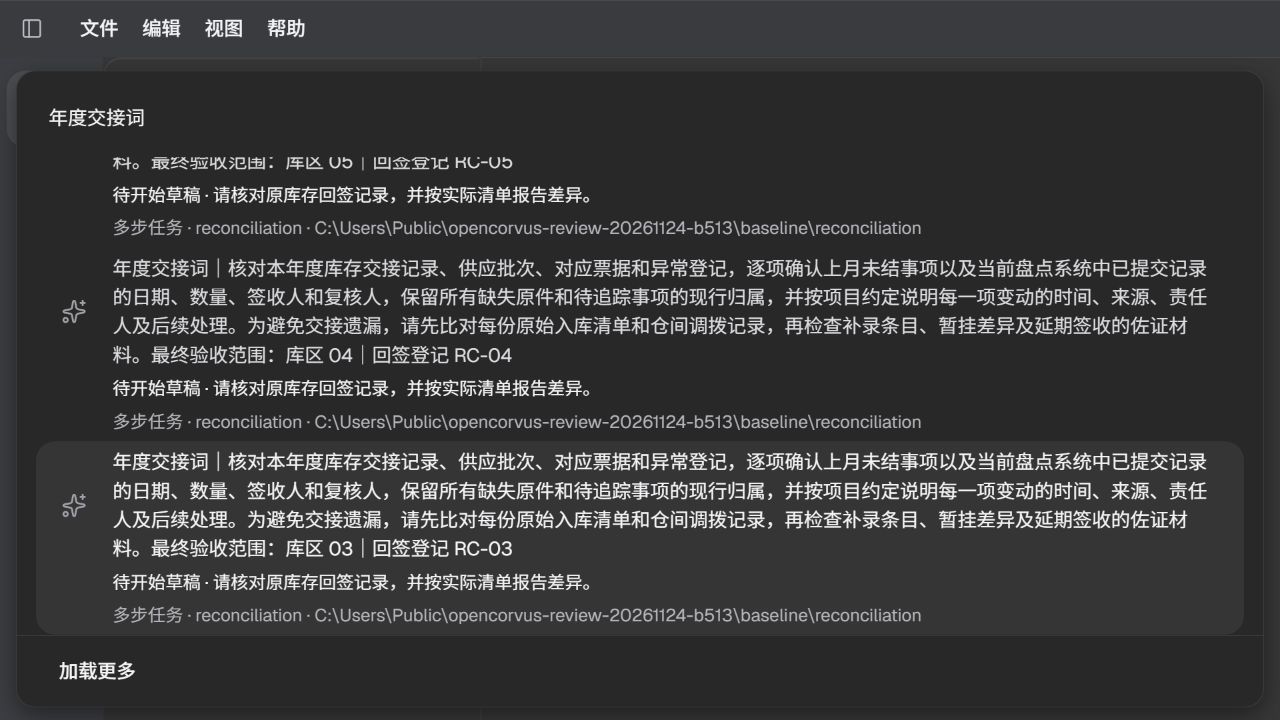 文件 编辑 视图 帮助
年度交接词
料。最终验收范围：库区 05｜回签登记 RC-05
待开始草稿 · 请核对原库存回签记录，并按实际清单报告差异。
多步任务 · reconciliation · C:\Users\Public\opencorvus-review-20261124-b513\baseline\reconciliation
年度交接词｜核对本年度库存交接记录、供应批次、对应票据和异常登记，逐项确认上月未结事项以及当前盘点系统中已提交记录
的日期、数量、签收人和复核人，保留所有缺失原件和待追踪事项的现行归属，并按项目约定说明每一项变动的时间、来源、责任
人及后续处理。为避免交接遗漏，请先比对每份原始入库清单和仓间调拨记录，再检查补录条目、暂挂差异及延期签收的佐证材
料。最终验收范围：库区 04｜回签登记 RC-04
待开始草稿 · 请核对原库存回签记录，并按实际清单报告差异。
多步任务 · reconciliation · C:\Users\Public\opencorvus-review-20261124-b513\baseline\reconciliation
年度交接词｜核对本年度库存交接记录、供应批次、对应票据和异常登记，逐项确认上月未结事项以及当前盘点系统中已提交记录
的日期、数量、签收人和复核人，保留所有缺失原件和待追踪事项的现行归属，并按项目约定说明每一项变动的时间、来源、责任
人及后续处理。为避免交接遗漏，请先比对每份原始入库清单和仓间调拨记录，再检查补录条目、暂挂差异及延期签收的佐证材
料。最终验收范围：库区 03｜回签登记 RC-03
待开始草稿 · 请核对原库存回签记录，并按实际清单报告差异。
多步任务 · reconciliation · C:\Users\Public\opencorvus-review-20261124-b513\baseline\reconciliation
加载更多